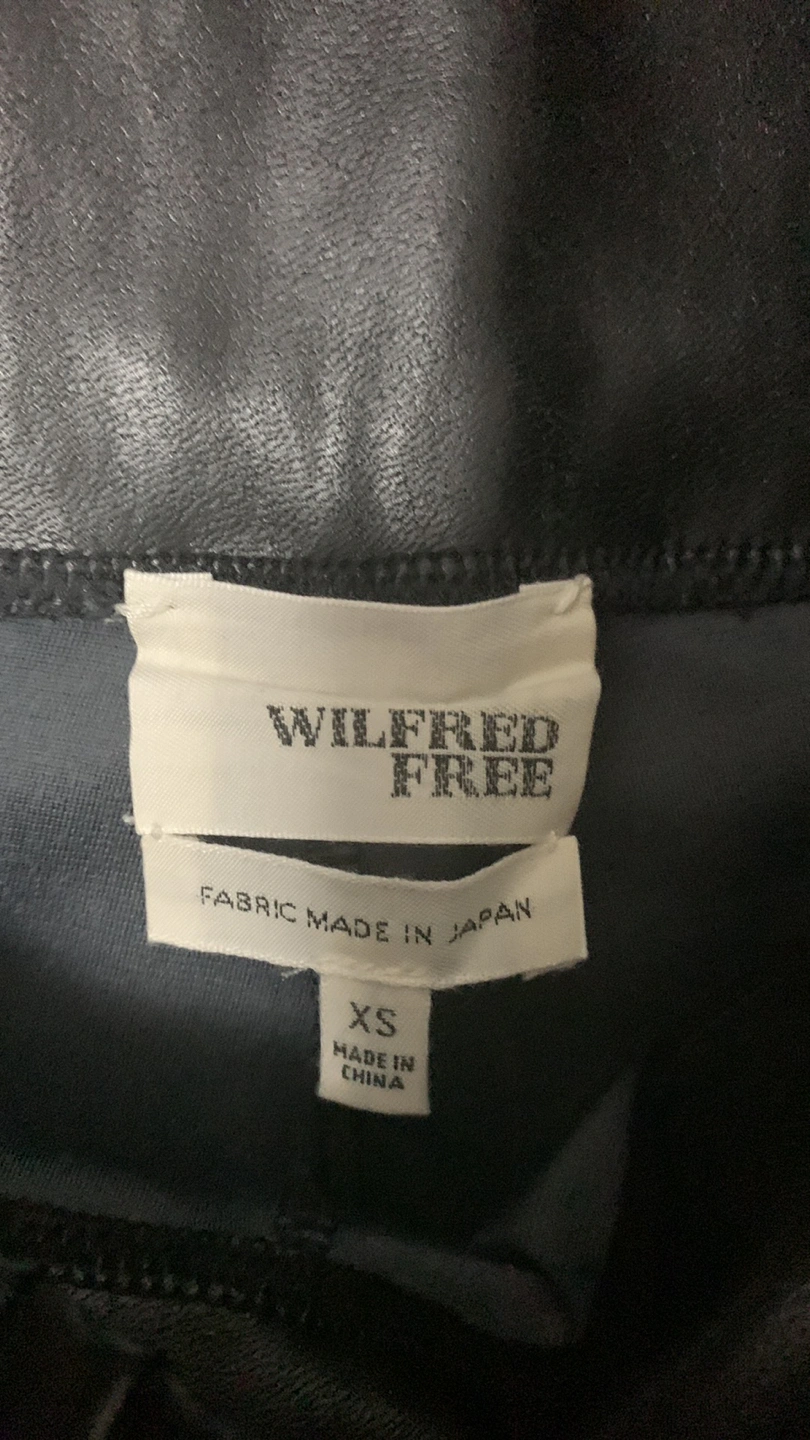 WILFRED
FREE
FABRIC MADE IN JAPAN
XS
MADE IN
CHINA